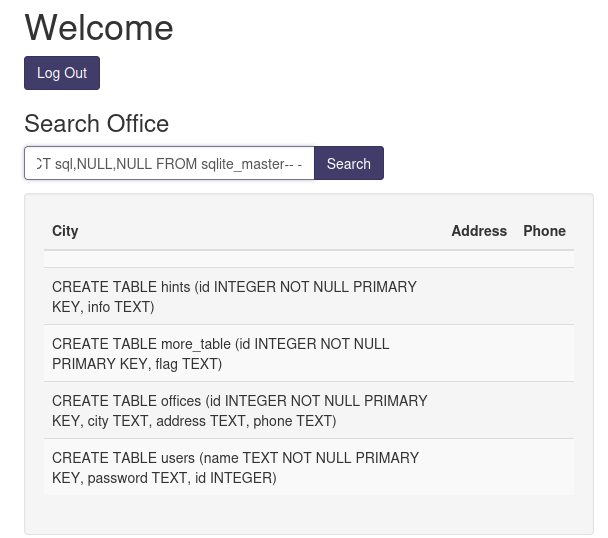 Welcome
Log Out
Search Office
CT sql,NULL,NULL FROM sqlite_master-- -
Search
City Address Phone
CREATE TABLE hints (id INTEGER NOT NULL PRIMARY
KEY, info TEXT)
CREATE TABLE more_table (id INTEGER NOT NULL
PRIMARY KEY, flag TEXT)
CREATE TABLE offices (id INTEGER NOT NULL PRIMARY
KEY, city TEXT, address TEXT, phone TEXT)
CREATE TABLE users (name TEXT NOT NULL PRIMARY
KEY, password TEXT, id INTEGER)